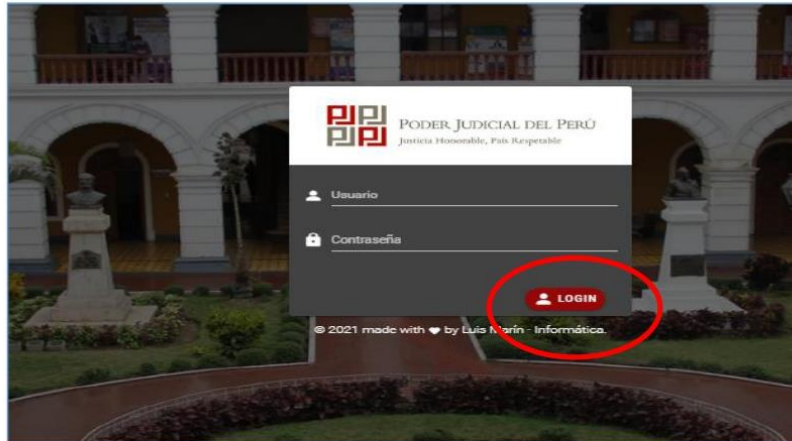 PODER JUDICIAL DEL PERÚ
Justicia Honorable, País Respetable
Usuario
Contraseña
LOGIN
© 2021 made with ♥ by Luis Marín - Informática.